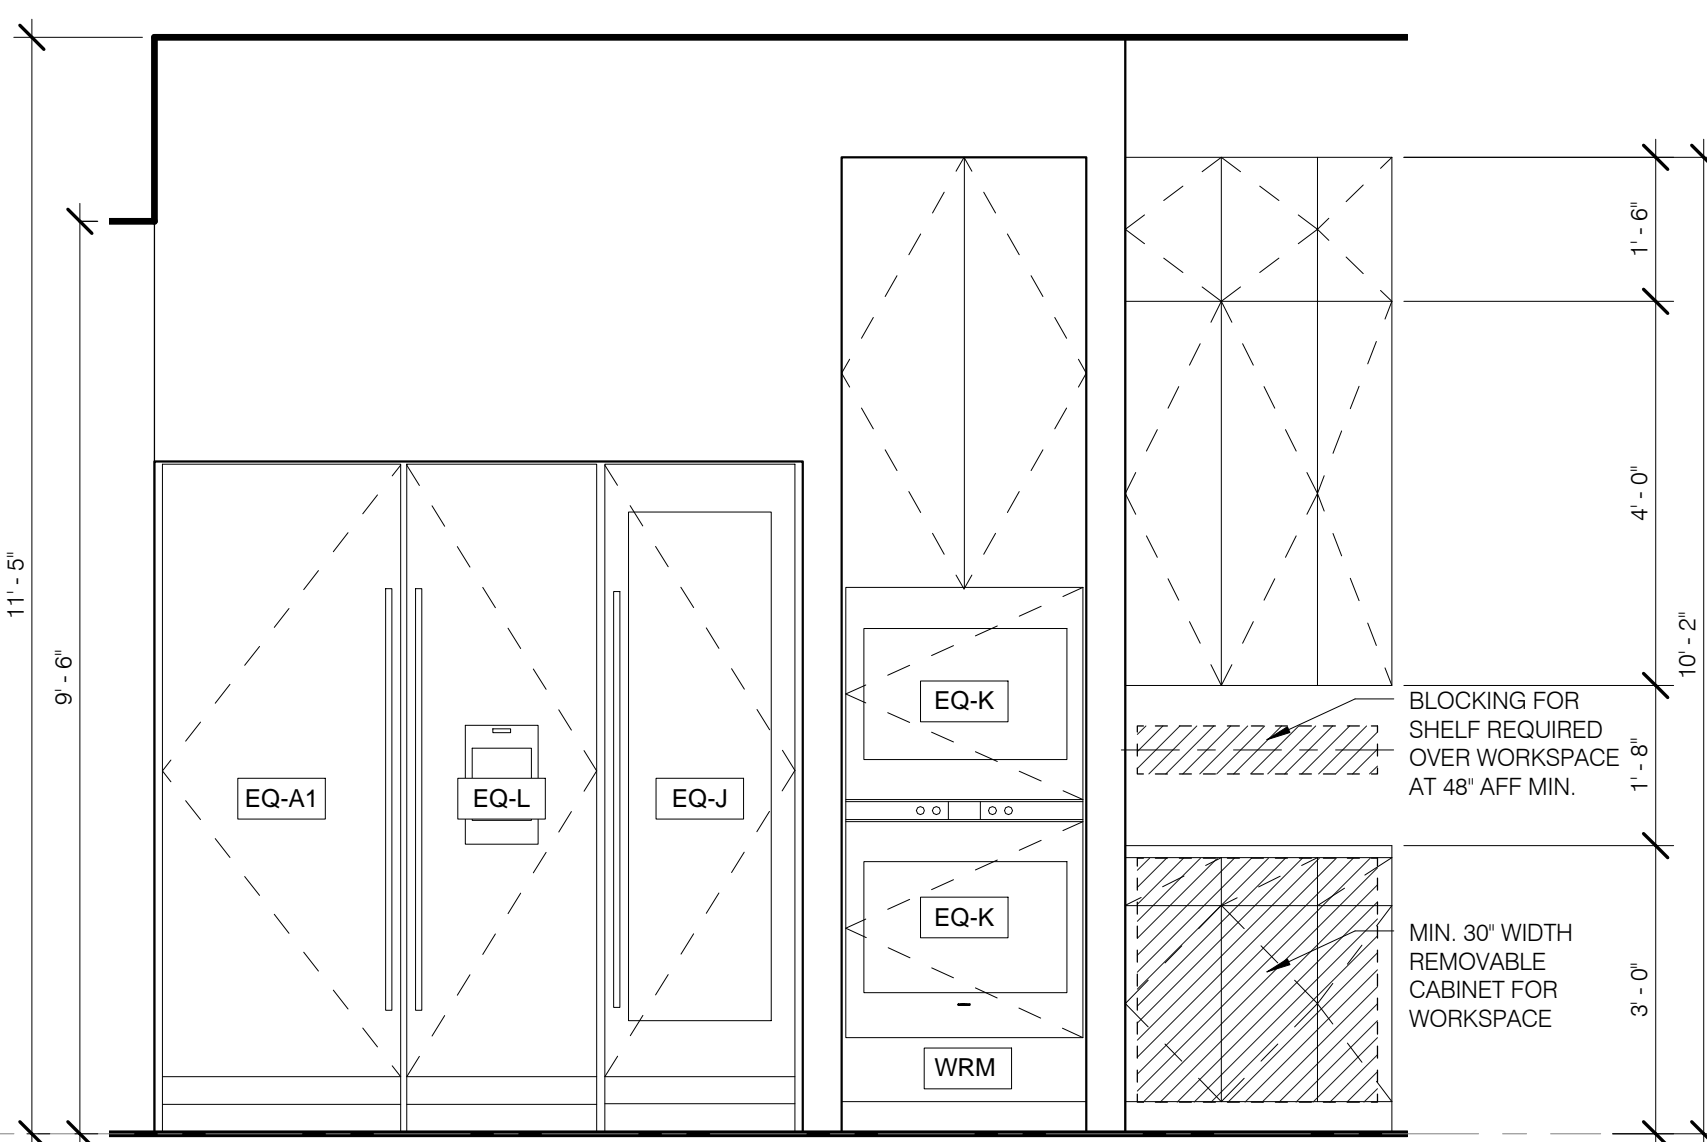 11' - 5"
9' - 6"
1' - 6"
4' - 0"
10' - 2"
1' - 8"
3' - 0"
EQ-A1
EQ-L
EQ-J
EQ-K
EQ-K
WRM
BLOCKING FOR
SHELF REQUIRED
OVER WORKSPACE
AT 48" AFF MIN.
MIN. 30" WIDTH
REMOVABLE
CABINET FOR
WORKSPACE